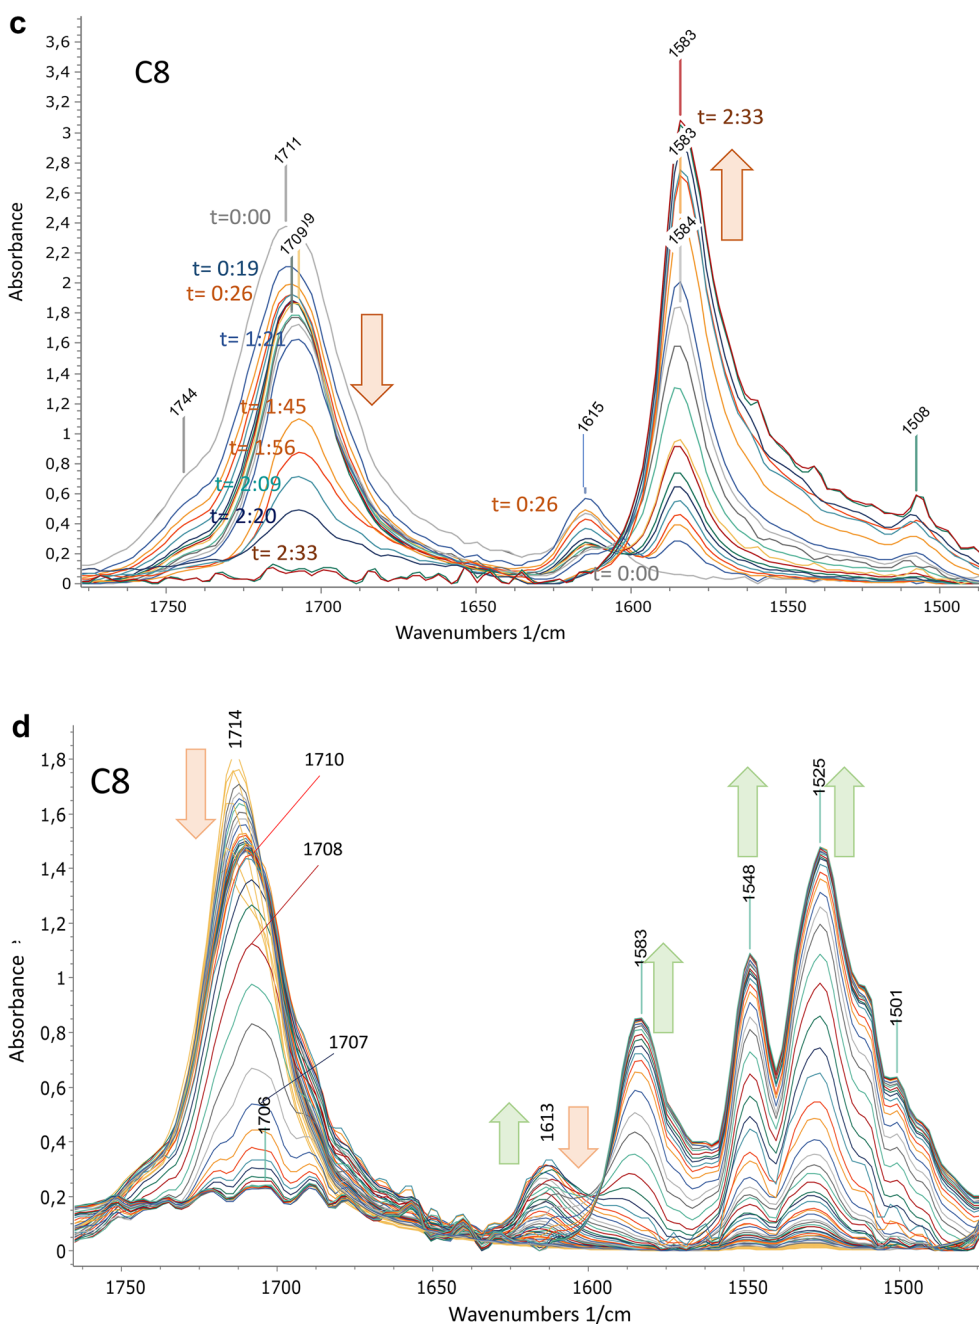 c
C8
3,6
3,4
3,2
3
2,8
2,6
2,4
2,2
2
1,8
1,6
1,4
1,2
1
0,8
0,6
0,4
0,2
0
Absorbance
1583
t= 2:33
1583
1584
1711
t=0:00
1709
t= 0:19
t= 0:26
t= 1:21
1744
t= 1:45
t= 1:56
t= 2:09
t= 2:20
t= 2:33
1615
t= 0:26
t= 0:00
1508
1750
1700
1650
1600
1550
1500
Wavenumbers 1/cm
d
C8
1,8
1,6
1,4
1,2
1
0,8
0,6
0,4
0,2
0
Absorbance
1714
1710
1708
1707
1706
1613
1583
1548
1525
1501
1750
1700
1650
1600
1550
1500
Wavenumbers 1/cm